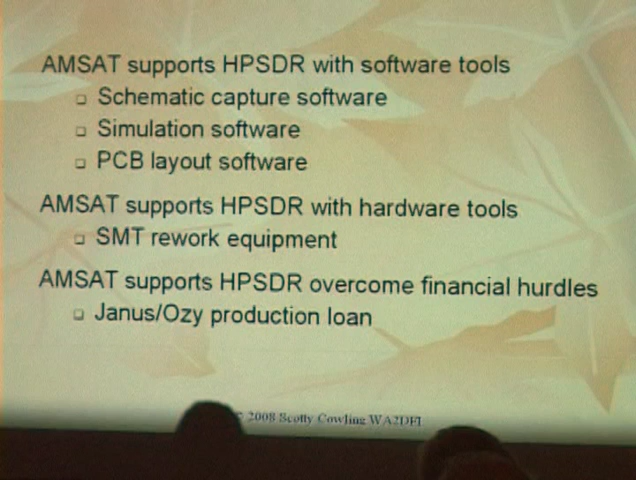 AMSAT supports HPSDR with software tools
Schematic capture software
Simulation software
PCB layout software
AMSAT supports HPSDR with hardware tools
SMT rework equipment
AMSAT supports HPSDR overcome financial hurdles
Janus/Ozy production loan
© 2008 Scotty Cowling WA2DFI